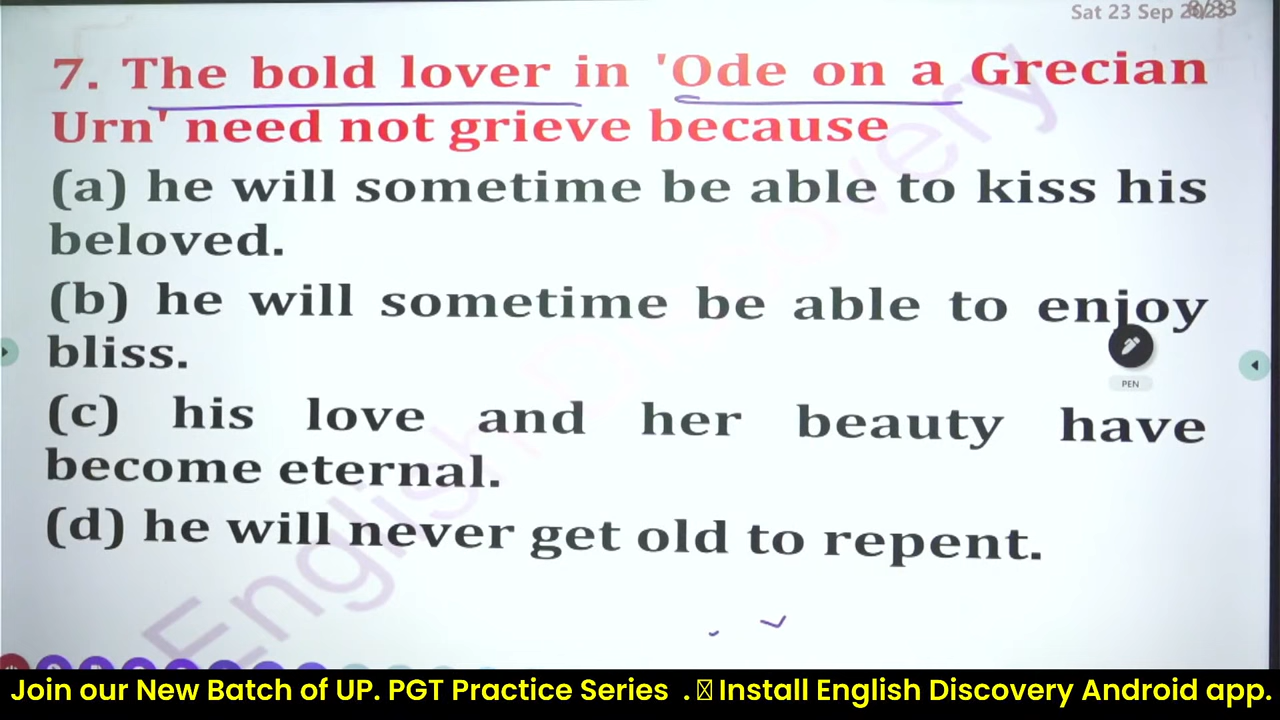 Sat 23 Sep
7. The bold lover in 'Ode on a Grecian
Urn' need not grieve because
(a) he will sometime be able to kiss his
beloved.
(b) he will sometime be able to enjoy
bliss.
(c) his love and her beauty have
become eternal.
(d) he will never get old to repent.
PEN
English Discovery
Join our New Batch of UP. PGT Practice Series . Install English Discovery Android app.